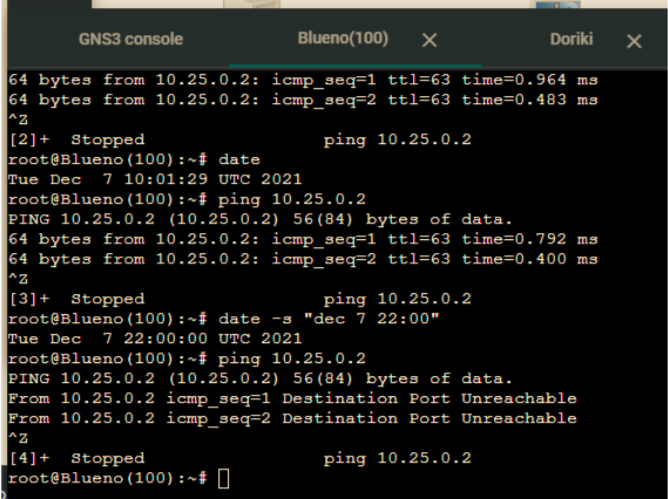 GNS3 console Blueno(100) × Doriki ×
64 bytes from 10.25.0.2: icmp_seq=1 ttl=63 time=0.964 ms
64 bytes from 10.25.0.2: icmp_seq=2 ttl=63 time=0.483 ms
^Z
[2]+  Stopped                 ping 10.25.0.2
root@Blueno(100):~# date
Tue Dec  7 10:01:29 UTC 2021
root@Blueno(100):~# ping 10.25.0.2
PING 10.25.0.2 (10.25.0.2) 56(84) bytes of data.
64 bytes from 10.25.0.2: icmp_seq=1 ttl=63 time=0.792 ms
64 bytes from 10.25.0.2: icmp_seq=2 ttl=63 time=0.400 ms
^Z
[3]+  Stopped                 ping 10.25.0.2
root@Blueno(100):~# date -s "dec 7 22:00"
Tue Dec  7 22:00:00 UTC 2021
root@Blueno(100):~# ping 10.25.0.2
PING 10.25.0.2 (10.25.0.2) 56(84) bytes of data.
From 10.25.0.2 icmp_seq=1 Destination Port Unreachable
From 10.25.0.2 icmp_seq=2 Destination Port Unreachable
^Z
[4]+  Stopped                 ping 10.25.0.2
root@Blueno(100):~#